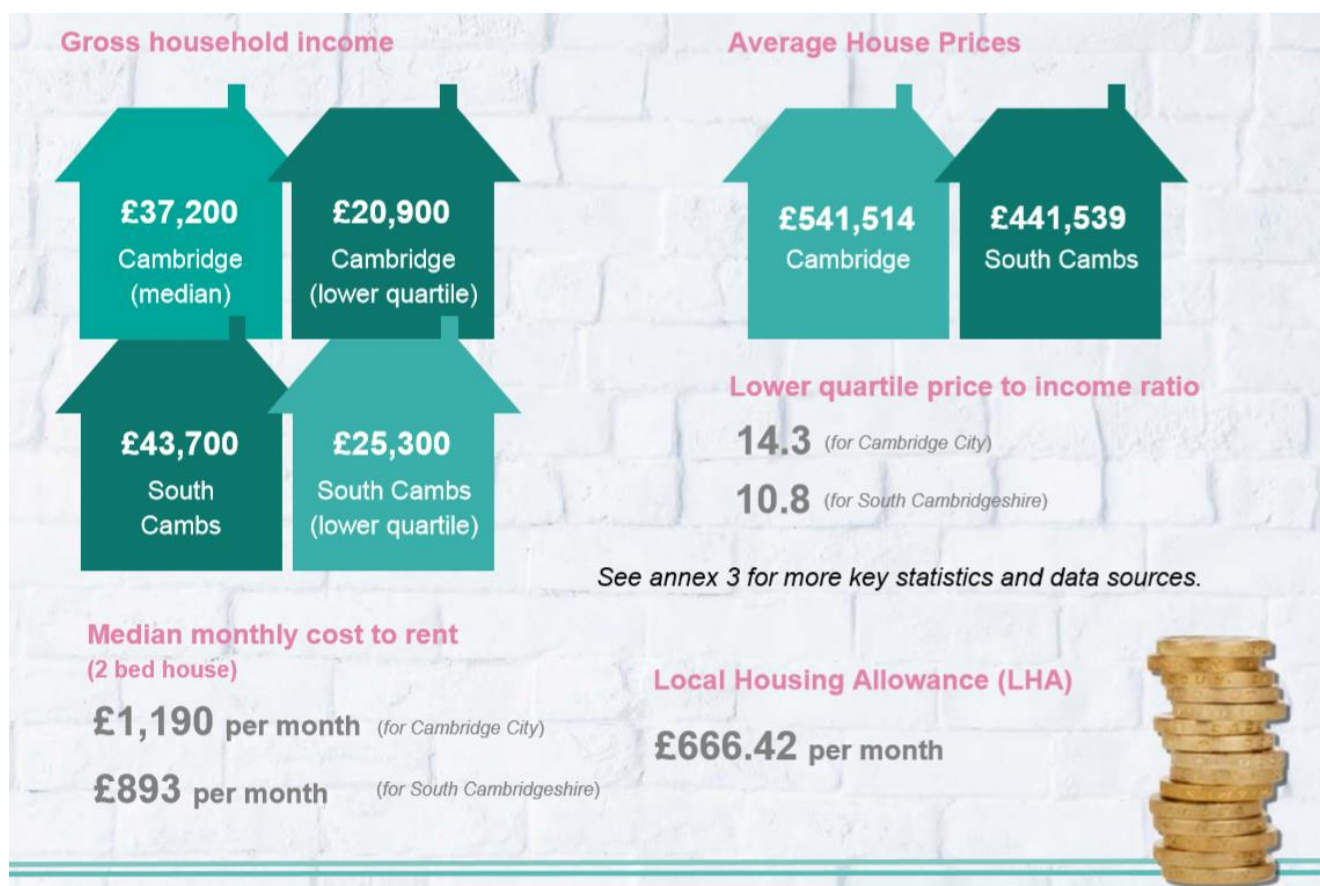 Gross household income
£37,200
Cambridge
(median)
£20,900
Cambridge
(lower quartile)
£43,700
South
Cambs
£25,300
South Cambs
(lower quartile)
Average House Prices
£541,514
Cambridge
£441,539
South Cambs
Lower quartile price to income ratio
14.3 (for Cambridge City)
10.8 (for South Cambridgeshire)
See annex 3 for more key statistics and data sources.
Median monthly cost to rent
(2 bed house)
£1,190 per month (for Cambridge City)
£893 per month (for South Cambridgeshire)
Local Housing Allowance (LHA)
£666.42 per month